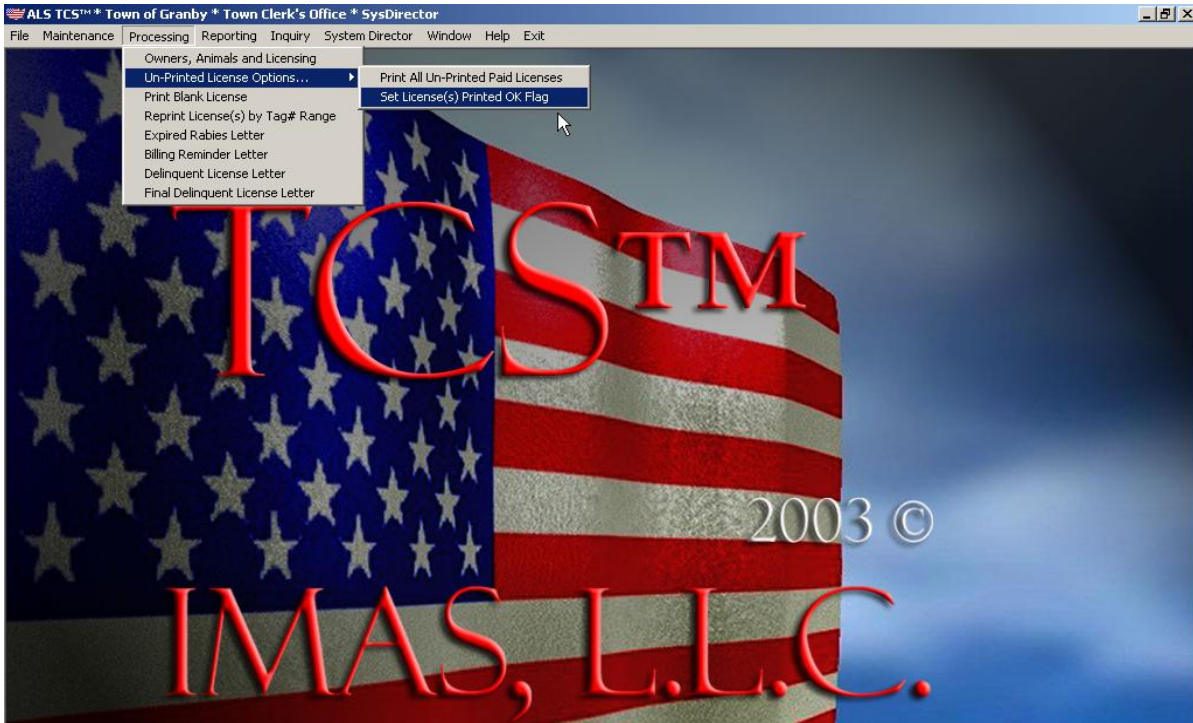 ALS TCS™ * Town of Granby * Town Clerk's Office * SysDirector
File Maintenance Processing Reporting Inquiry System Director Window Help Exit
Owners, Animals and Licensing
Un-Printed License Options...
Print All Un-Printed Paid Licenses
Set License(s) Printed OK Flag
Print Blank License
Reprint License(s) by Tag# Range
Expired Rabies Letter
Billing Reminder Letter
Delinquent License Letter
Final Delinquent License Letter
TCS™
2003 ©
IMAS, L.L.C.